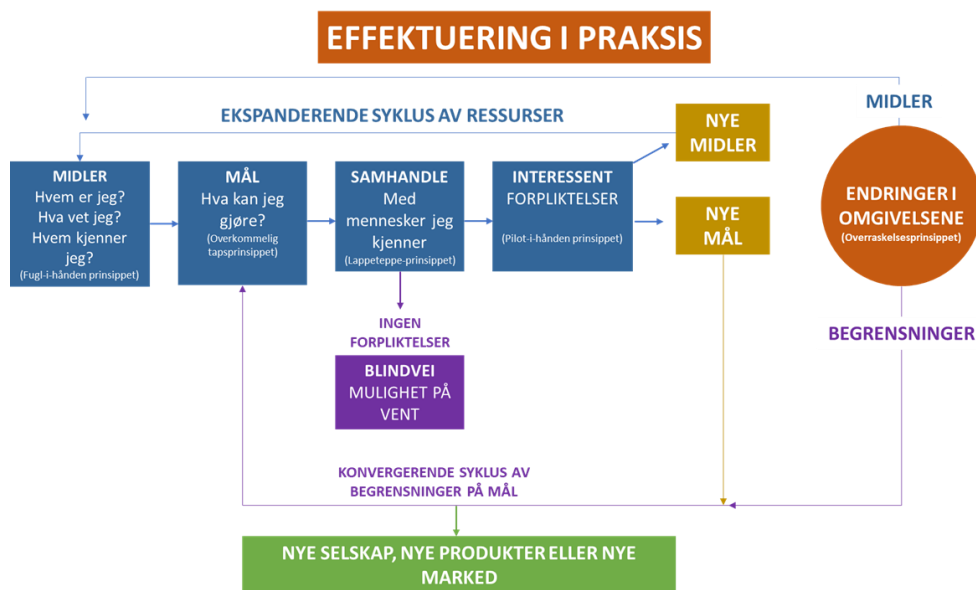 EFFEKTUERING I PRAKSIS
MIDLER
EKSPANDERENDE SYKLUS AV RESSURSER
NYE
MIDLER
MIDLER
Hvem er jeg?
Hva vet jeg?
Hvem kjenner
jeg?
(Fugl-i-hånden prinsippet)
MÅL
Hva kan jeg
gjøre?
(Overkommelig
tapsprinsippet)
SAMHANDLE
Med
mennesker jeg
kjenner
(Lappeteppe-prinsippet)
INTERESSENT
FORPLIKTELSER
(Pilot-i-hånden prinsippet)
NYE
MÅL
ENDRINGER I
OMGIVELSENE
(Overraskelsesprinsippet)
INGEN
FORPLIKTELSER
BEGRENSNINGER
BLINDVEI
MULIGHET PÅ
VENT
KONVERGERENDE SYKLUS AV
BEGRENSNINGER PÅ MÅL
NYE SELSKAP, NYE PRODUKTER ELLER NYE
MARKED